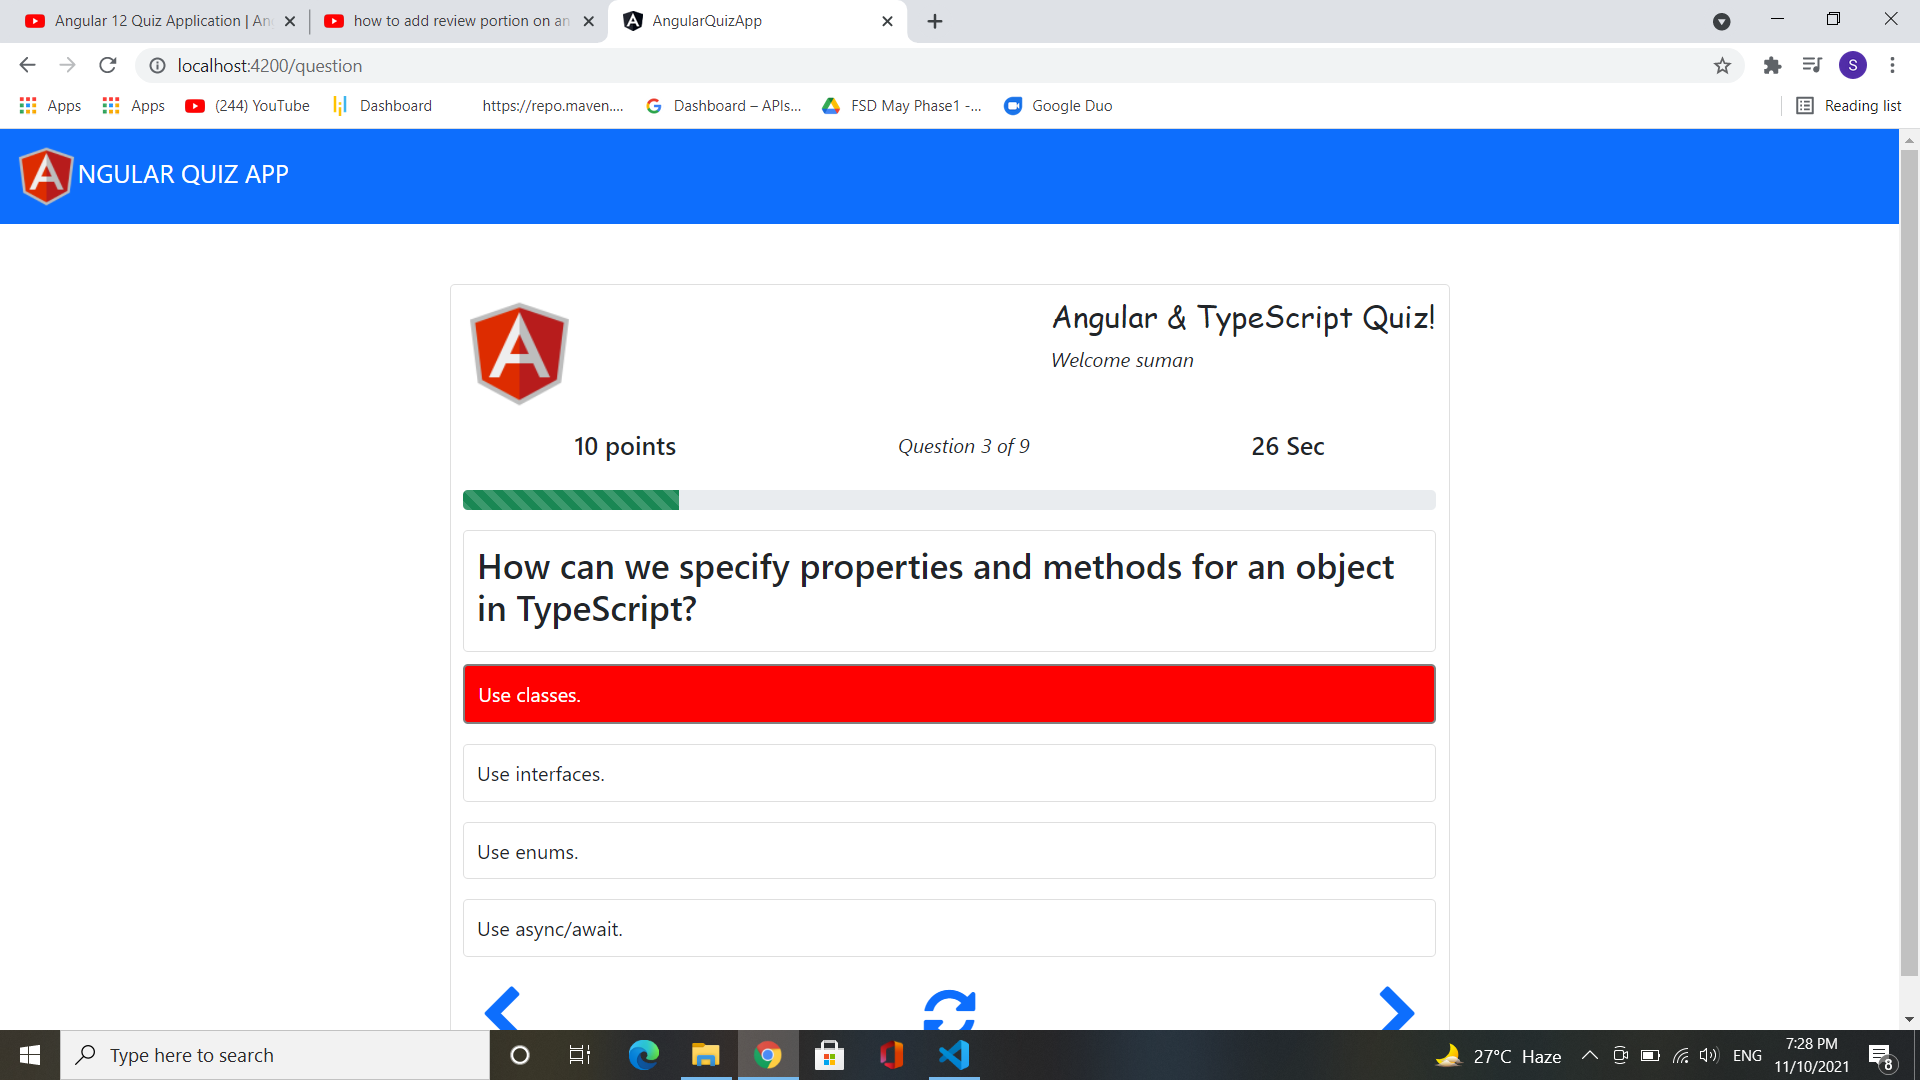 Angular 12 Quiz Application | An
how to add review portion on an
AngularQuizApp
localhost:4200/question
S
Apps
Apps
(244) YouTube
Dashboard
https://repo.maven....
Dashboard – APIs...
FSD May Phase1 -...
Google Duo
Reading list
NGULAR QUIZ APP
Angular & TypeScript Quiz!
Welcome suman
10 points
Question 3 of 9
26 Sec
How can we specify properties and methods for an object
in TypeScript?
Use classes.
Use interfaces.
Use enums.
Use async/await.
Type here to search
27°C Haze
ENG
7:28 PM
11/10/2021
8